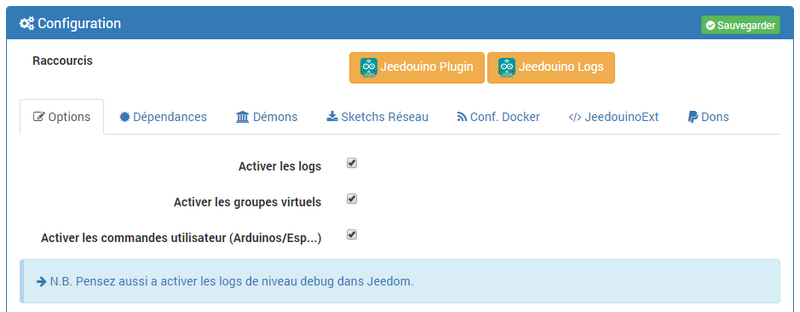 Configuration
Sauvegarder
Raccourcis
Jeedouino Plugin
Jeedouino Logs
Options
Dépendances
Démons
Sketchs Réseau
Conf. Docker
JeedouinoExt
Dons
Activer les logs
Activer les groupes virtuels
Activer les commandes utilisateur (Arduinos/Esp...)
N.B. Pensez aussi a activer les logs de niveau debug dans Jeedom.